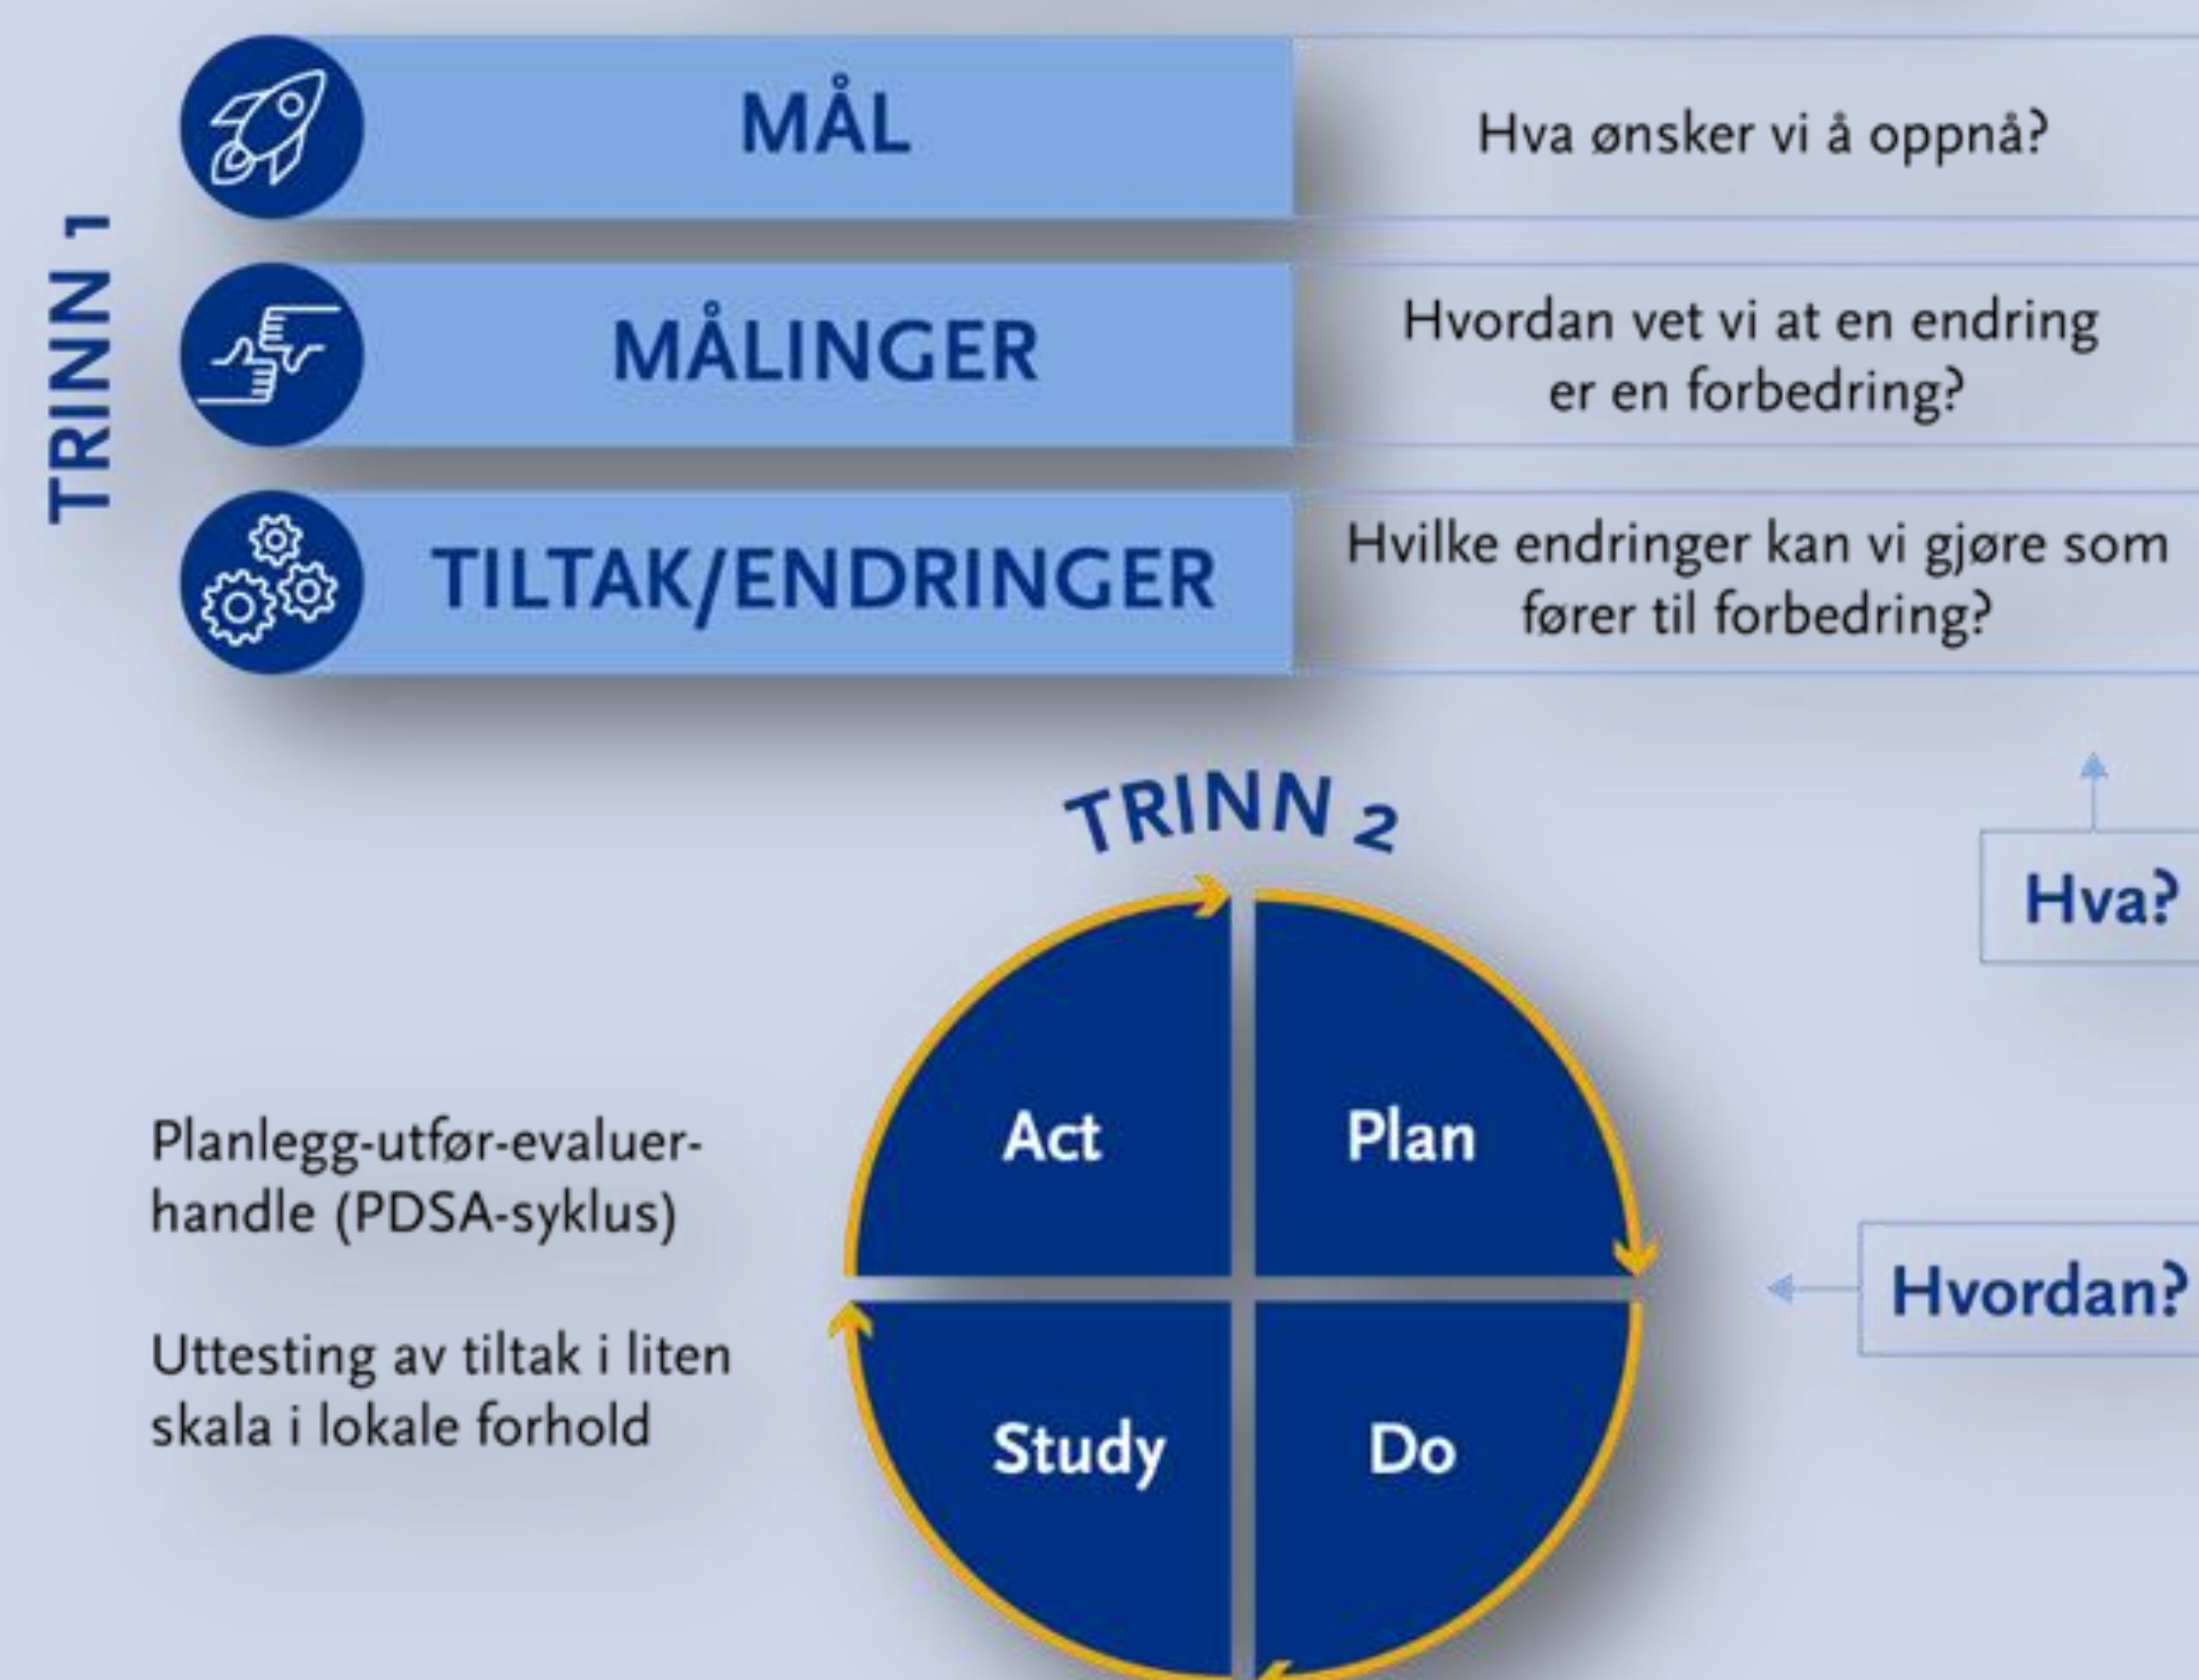 TRINN 1
MÅL
Hva ønsker vi å oppnå?
MÅLINGER
Hvordan vet vi at en endring
er en forbedring?
TILTAK/ENDRINGER
Hvilke endringer kan vi gjøre som
fører til forbedring?
TRINN 2
Hva?
Act
Plan
Planlegg-utfør-evaluer-
handle (PDSA-syklus)
Hvordan?
Uttesting av tiltak i liten
skala i lokale forhold
Study
Do